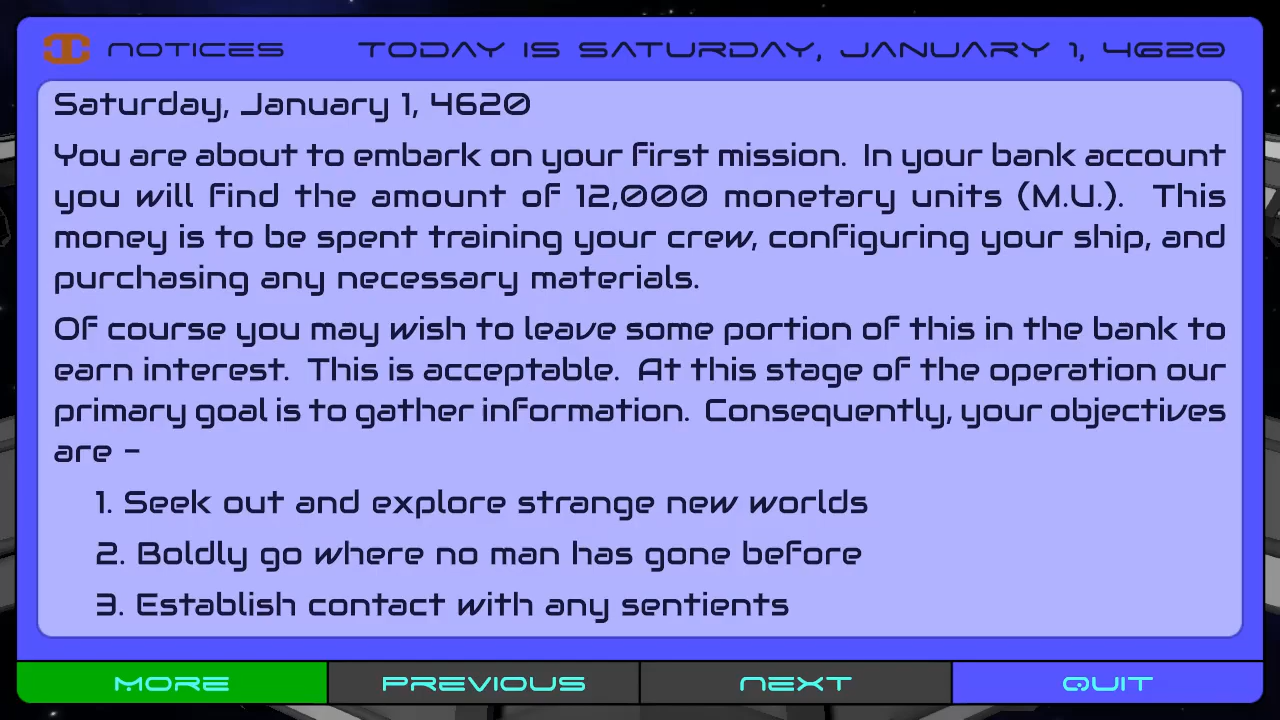 NOTICES TODAY IS SATURDAY, JANUARY 1, 4620
Saturday, January 1, 4620
You are about to embark on your first mission. In your bank account
you will find the amount of 12,000 monetary units (M.U.). This
money is to be spent training your crew, configuring your ship, and
purchasing any necessary materials.
Of course you may wish to leave some portion of this in the bank to
earn interest. This is acceptable. At this stage of the operation our
primary goal is to gather information. Consequently, your objectives
are -
1. Seek out and explore strange new worlds
2. Boldly go where no man has gone before
3. Establish contact with any sentients
MORE PREVIOUS NEXT QUIT